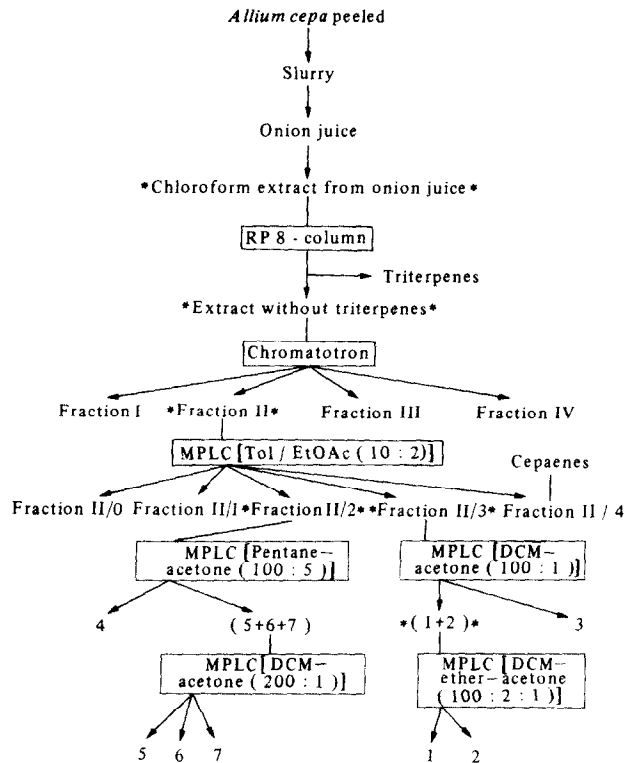 Allium cepa peeled
Slurry
Onion juice
*Chloroform extract from onion juice*
RP 8 - column
Triterpenes
*Extract without triterpenes*
Chromatotron
Fraction I *Fraction II* Fraction III Fraction IV
MPLC [Tol / EtOAc ( 10 : 2)]
Cepaenes
Fraction II/0 Fraction II/1 *Fraction II/2* *Fraction II/3* Fraction II / 4
MPLC [Pentane-
acetone ( 100 : 5 )]
MPLC [DCM-
acetone ( 100 : 1 )]
4 ( 5+6+7 ) *( 1+2 )* 3
MPLC [DCM-
acetone ( 200 : 1 )]
MPLC [DCM-
ether-acetone
( 100 : 2 : 1 )]
5 6 7 1 2